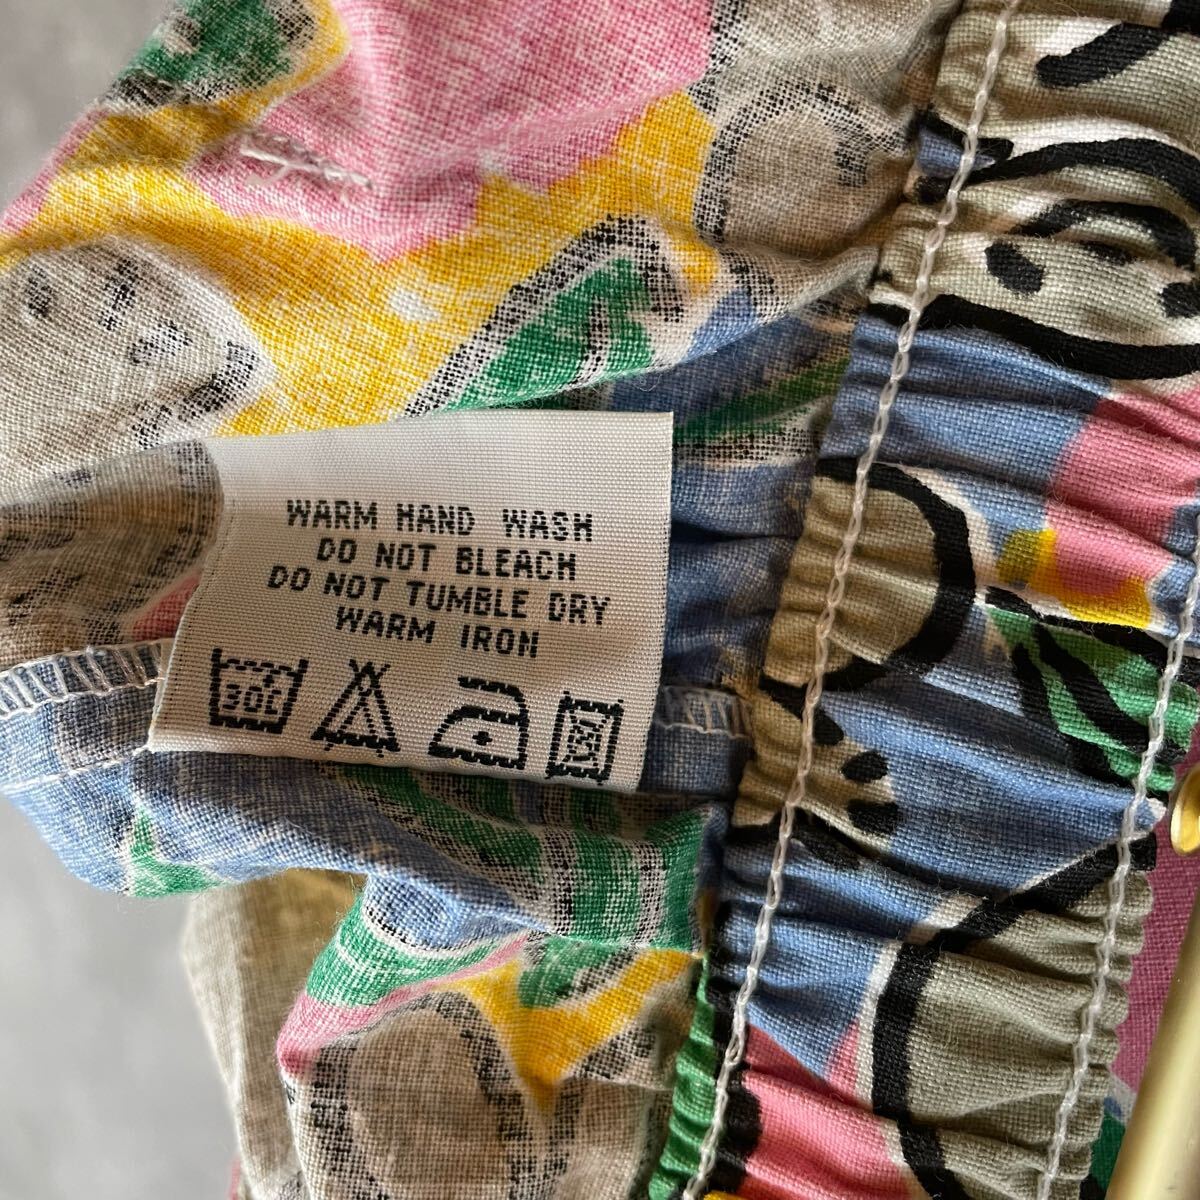 WARM HAND WASH
DO NOT BLEACH
DO NOT TUMBLE DRY
WARM IRON
30C